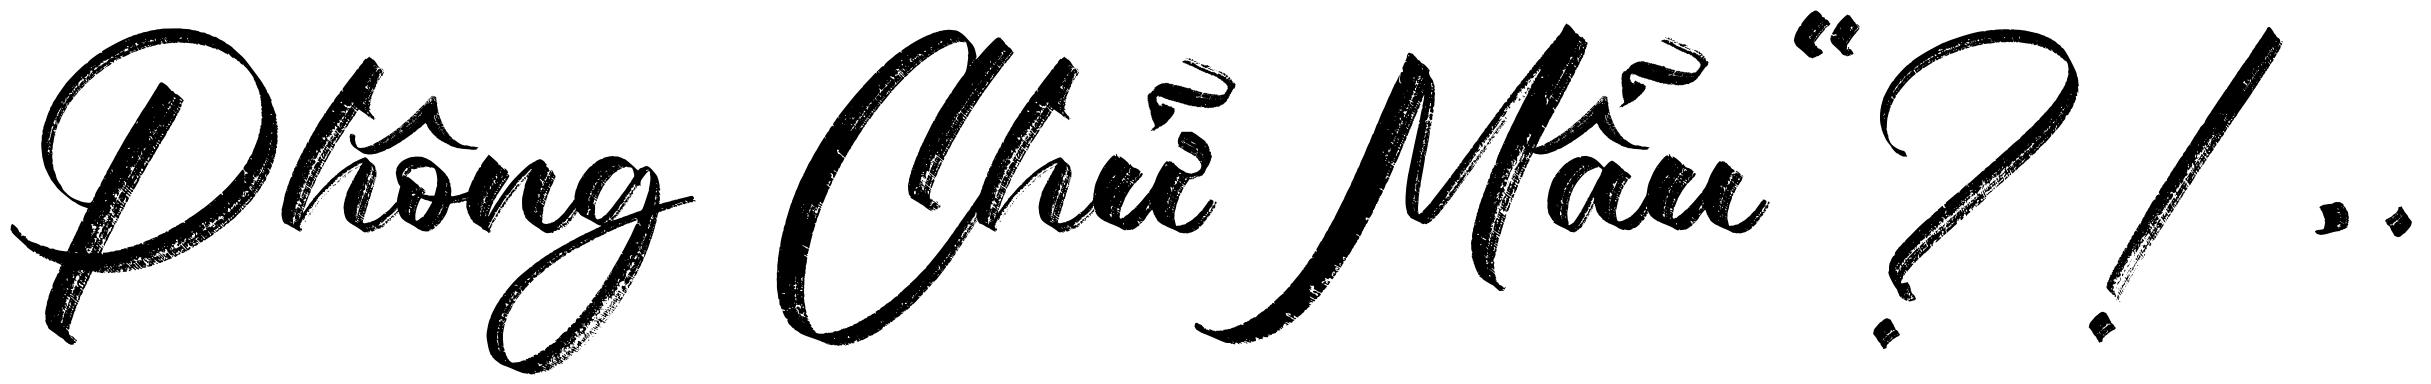 Phông Chữ Mẫu “?!,.